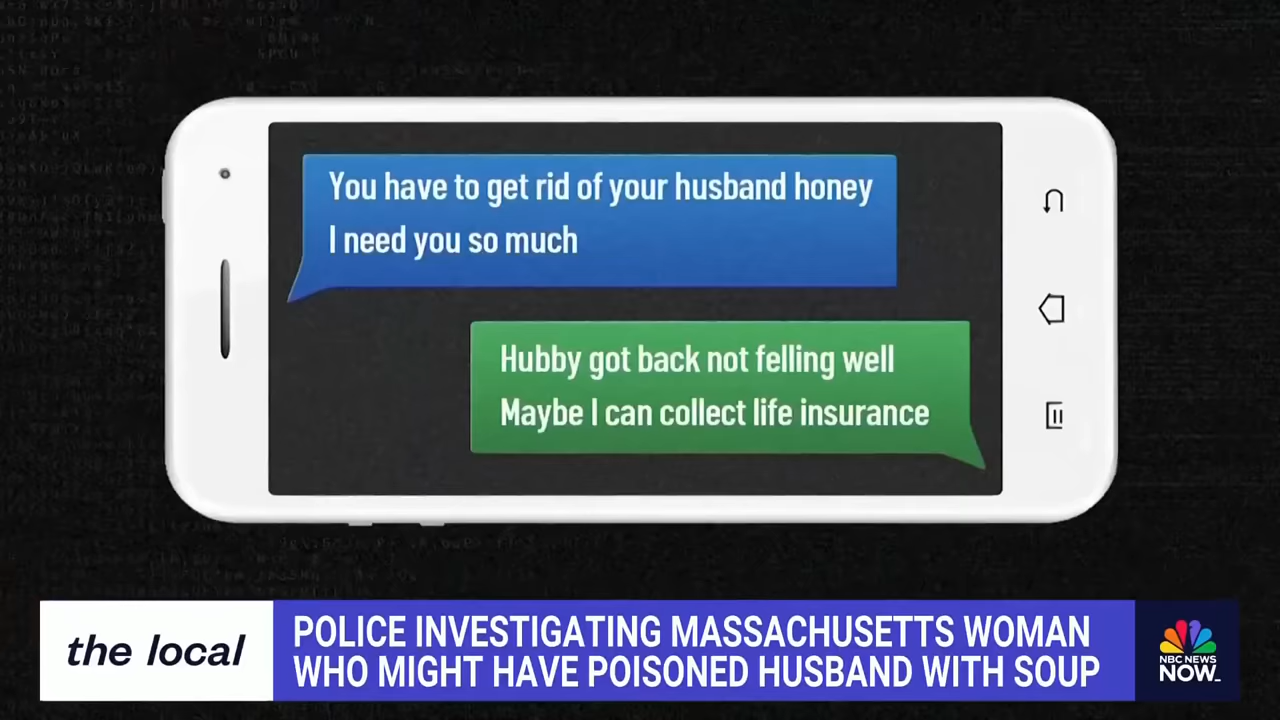 You have to get rid of your husband honey
I need you so much
Hubby got back not felling well
Maybe I can collect life insurance
the local
POLICE INVESTIGATING MASSACHUSETTS WOMAN
WHO MIGHT HAVE POISONED HUSBAND WITH SOUP
NBC NEWS
NOW